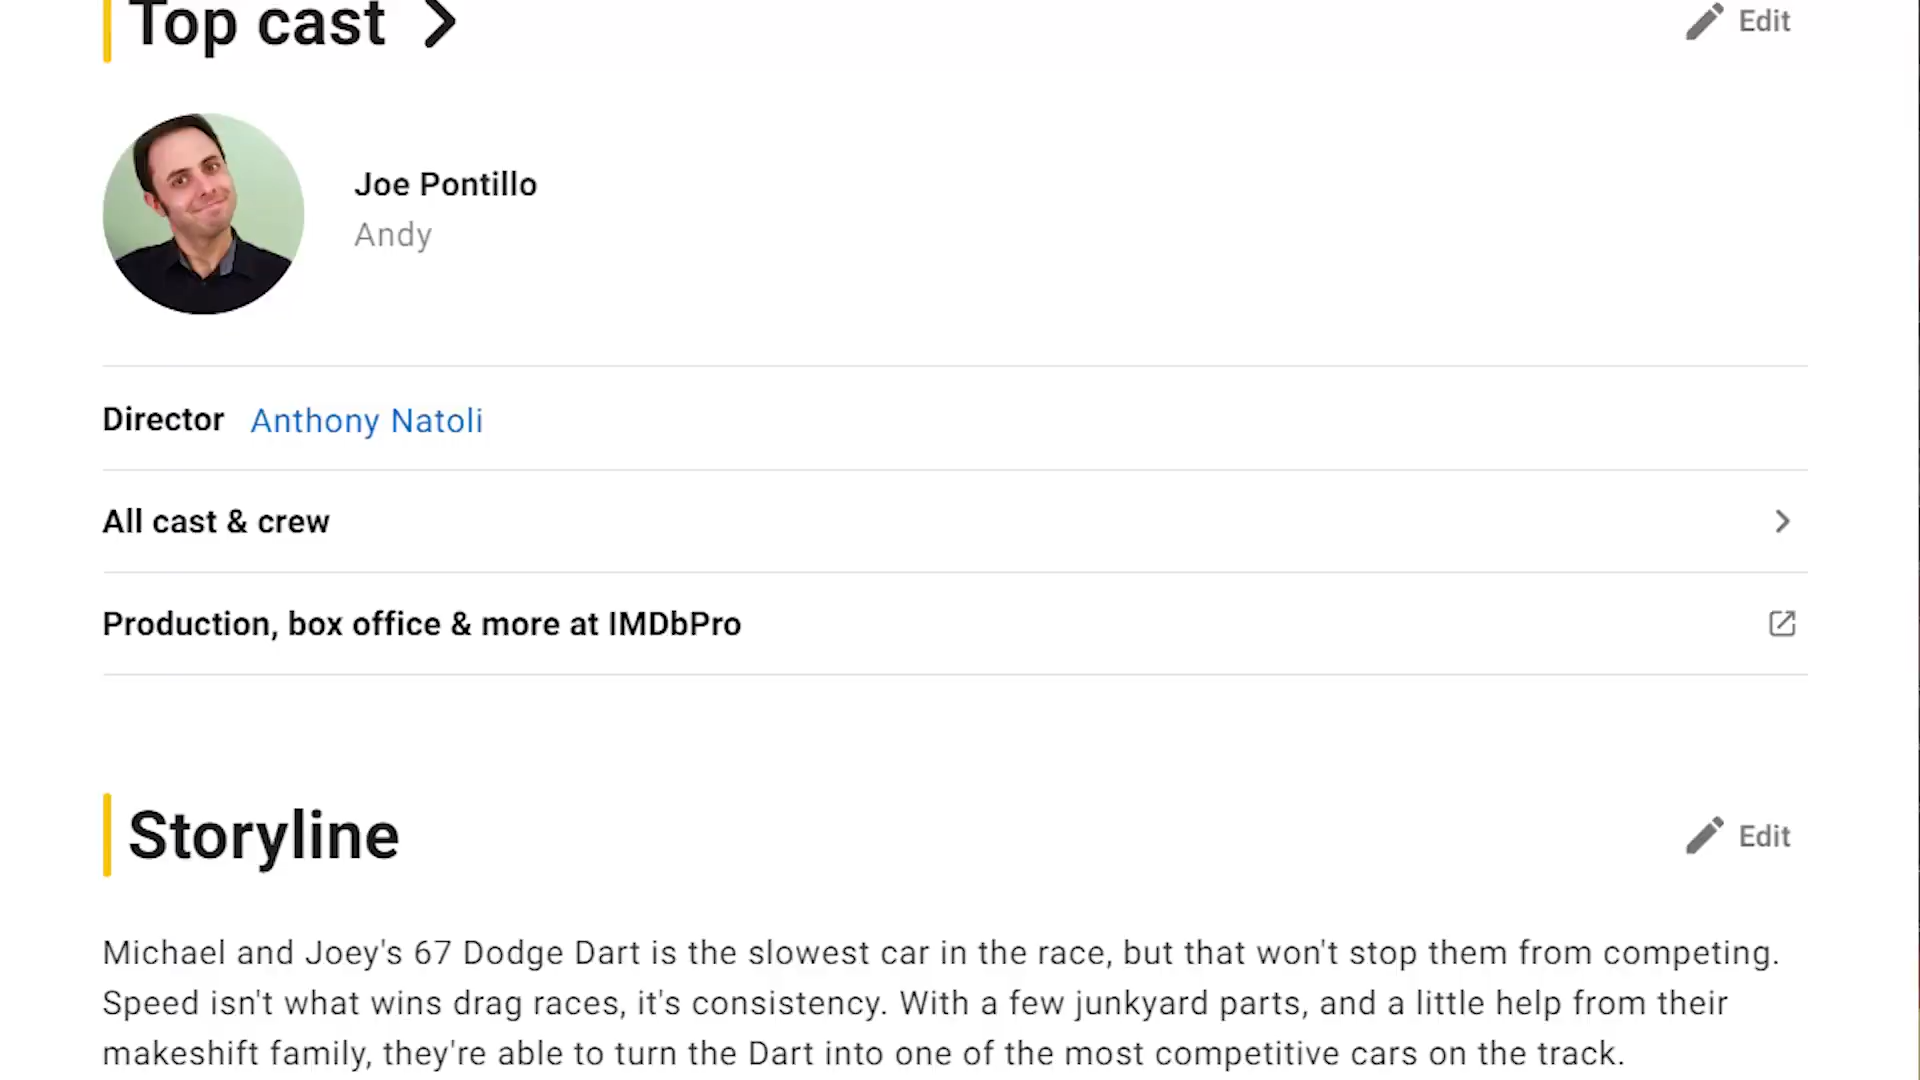 Top cast
Edit
Joe Pontillo
Andy
Director Anthony Natoli
All cast & crew
Production, box office & more at IMDbPro
Storyline
Edit
Michael and Joey's 67 Dodge Dart is the slowest car in the race, but that won't stop them from competing.
Speed isn't what wins drag races, it's consistency. With a few junkyard parts, and a little help from their
makeshift family, they're able to turn the Dart into one of the most competitive cars on the track.